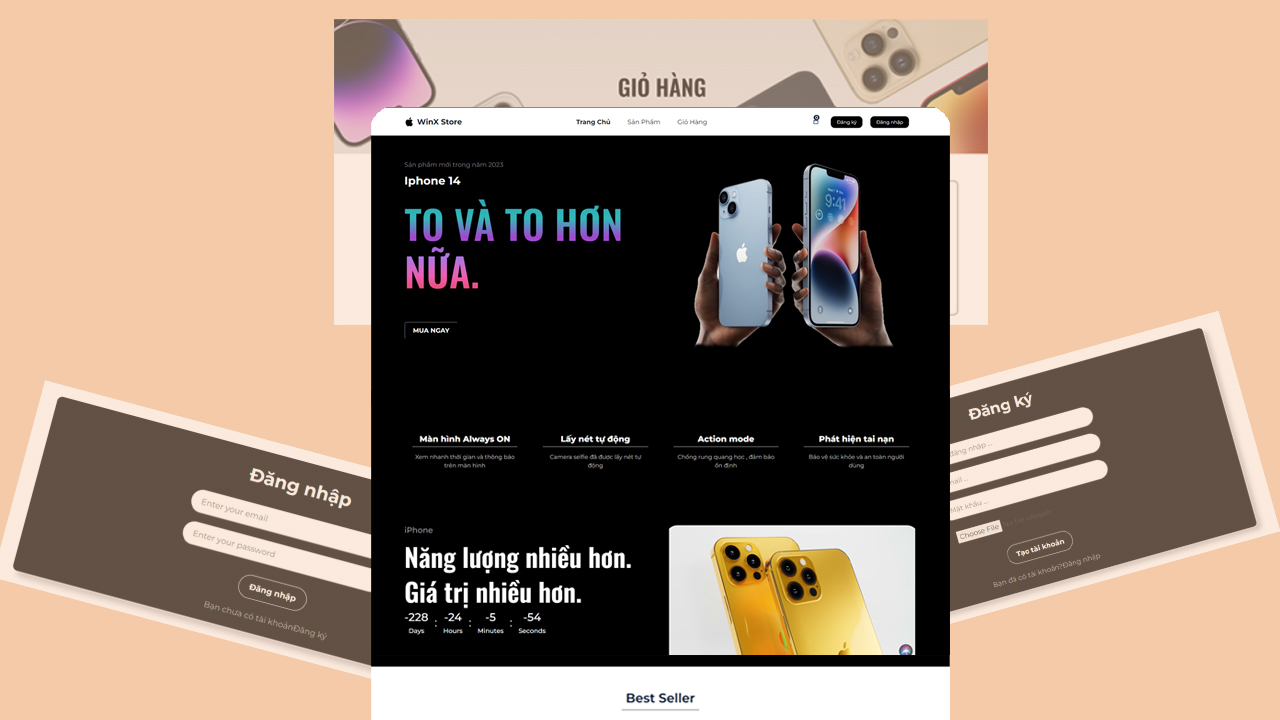 GIỎ HÀNG
WinX Store
Trang Chủ
Sản Phẩm
Giỏ Hàng
0
Đăng ký
Đăng nhập
Sản phẩm mới trong năm 2023
Iphone 14
TO VÀ TO HƠN
NỮA.
MUA NGAY
9:41
Màn hình Always ON
Xem nhanh thời gian và thông báo
trên màn hình
Lấy nét tự động
Camera selfie đã được lấy nét tự
động
Action mode
Chống rung quang học , đảm bảo
ổn định
Phát hiện tai nạn
Bảo vệ sức khỏe và an toàn người
dùng
iPhone
Năng lượng nhiều hơn.
Giá trị nhiều hơn.
-228 : -24 : -5 : -54
Days Hours Minutes Seconds
Best Seller
Đăng nhập
Enter your email
Enter your password
Đăng nhập
Bạn chưa có tài khoảnĐăng ký
Đăng ký
đăng nhập ...
mail ...
Mật khẩu ...
Choose File
Tạo tài khoản
Bạn đã có tài khoản?Đăng nhập